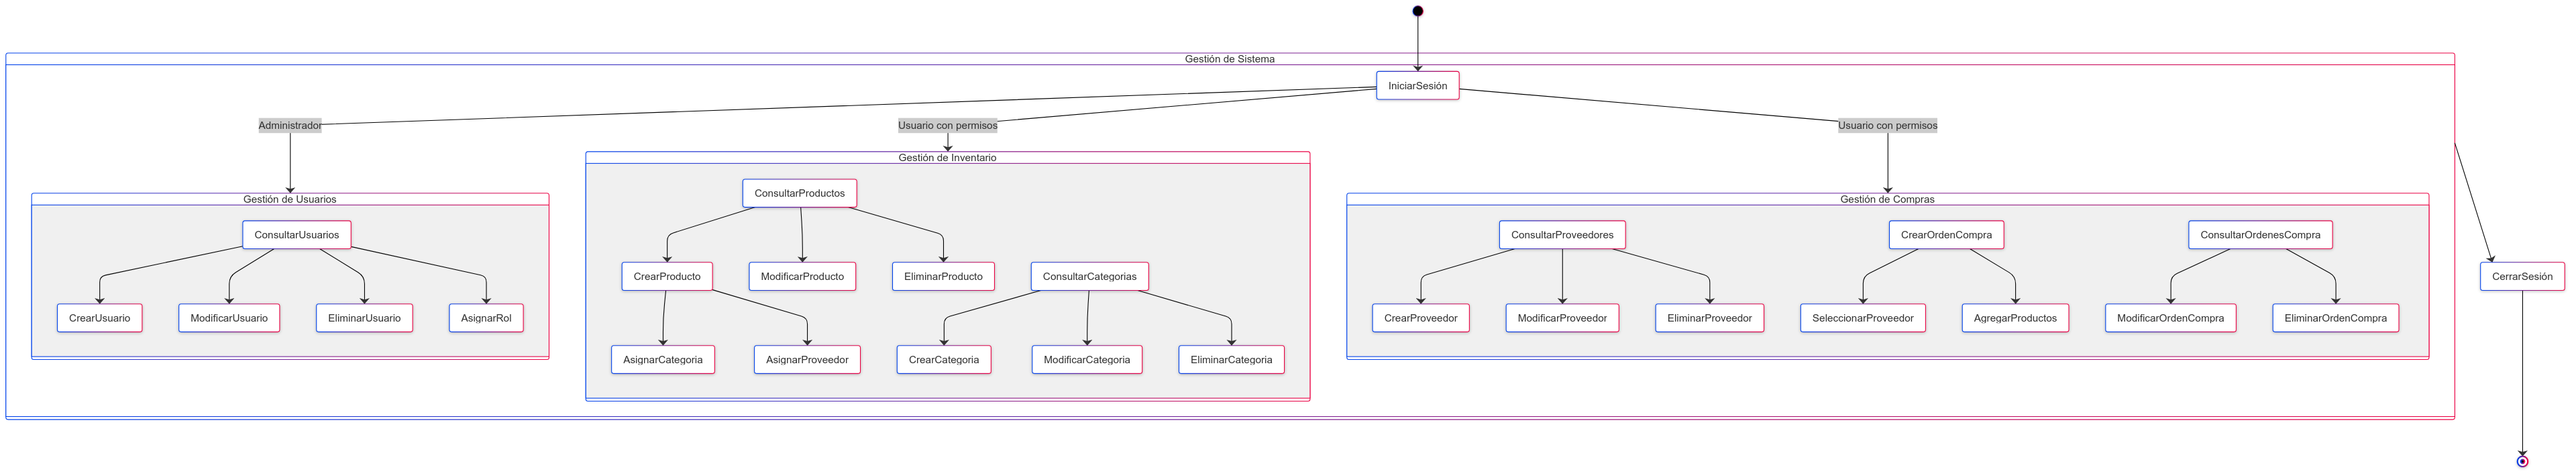 Gestión de Sistema
IniciarSesión
Administrador
Usuario con permisos
Usuario con permisos
Gestión de Usuarios
ConsultarUsuarios
CrearUsuario
ModificarUsuario
EliminarUsuario
AsignarRol
Gestión de Inventario
ConsultarProductos
CrearProducto
ModificarProducto
EliminarProducto
ConsultarCategorias
AsignarCategoria
AsignarProveedor
CrearCategoria
ModificarCategoria
EliminarCategoria
Gestión de Compras
ConsultarProveedores
CrearOrdenCompra
ConsultarOrdenesCompra
CrearProveedor
ModificarProveedor
EliminarProveedor
SeleccionarProveedor
AgregarProductos
ModificarOrdenCompra
EliminarOrdenCompra
CerrarSesión